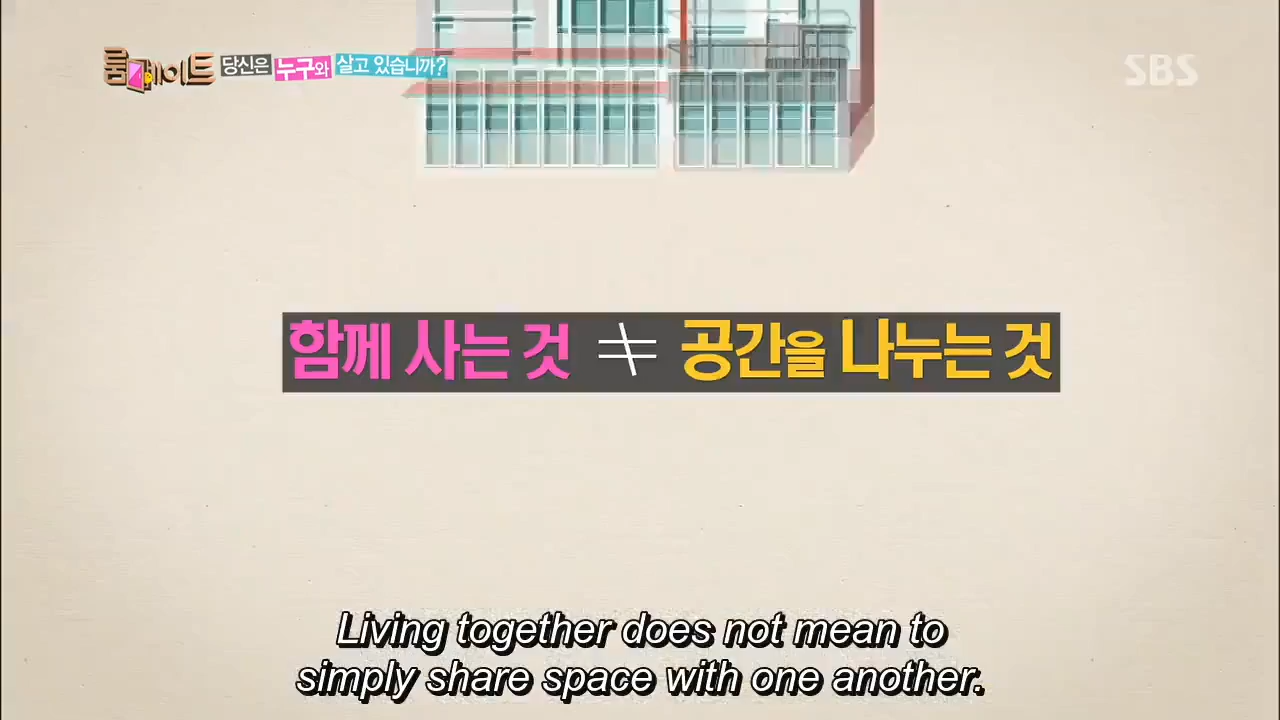 룸메이트 당신은 누구와 살고 있습니까?
SBS
함께 사는 것 ≠ 공간을 나누는 것
Living together does not mean to
simply share space with one another.